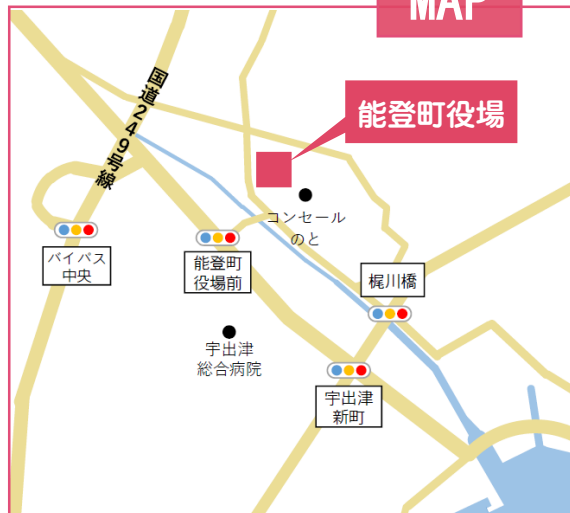 MAP
国道249号線
能登町役場
コンセール
のと
バイパス
中央
能登町
役場前
梶川橋
宇出津
総合病院
宇出津
新町